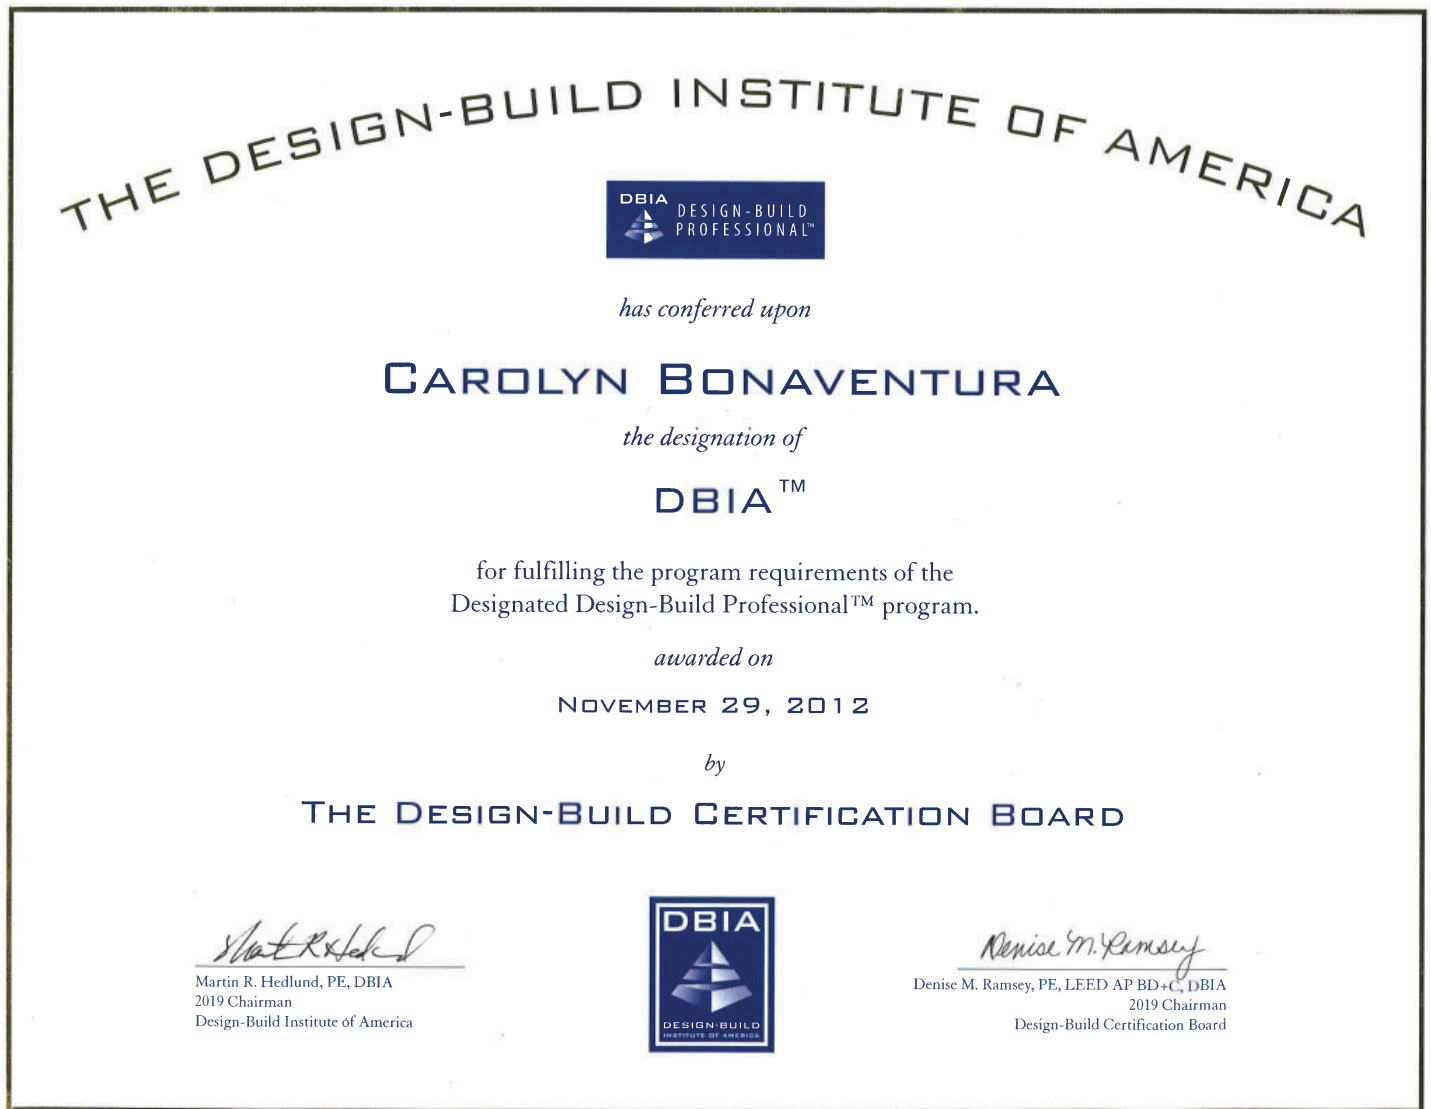 THE DESIGN-BUILD INSTITUTE OF AMERICA
DBIA
DESIGN-BUILD
PROFESSIONAL™
has conferred upon
CAROLYN BONAVENTURA
the designation of
DBIA™
for fulfilling the program requirements of the
Designated Design-Build Professional™ program.
awarded on
NOVEMBER 29, 2012
by
THE DESIGN-BUILD CERTIFICATION BOARD
Martin R. Hedlund, PE, DBIA
2019 Chairman
Design-Build Institute of America
DBIA
DESIGN-BUILD
INSTITUTE OF AMERICA
Denise M. Ramsey
Denise M. Ramsey, PE, LEED AP BD+C, DBIA
2019 Chairman
Design-Build Certification Board